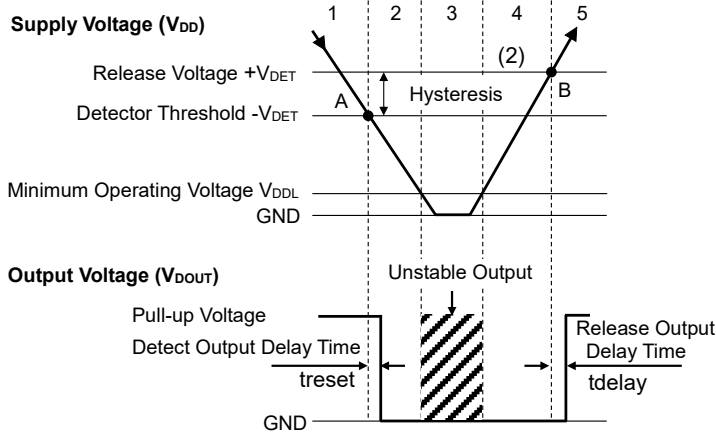 1 2 3 4 5
Supply Voltage (VDD)
(2)
Release Voltage +VDET
A
Hysteresis
B
Detector Threshold -VDET
Minimum Operating Voltage VDDL
GND
Output Voltage (VDOUT)
Unstable Output
Pull-up Voltage
Release Output
Detect Output Delay Time
Delay Time
treset
tdelay
GND